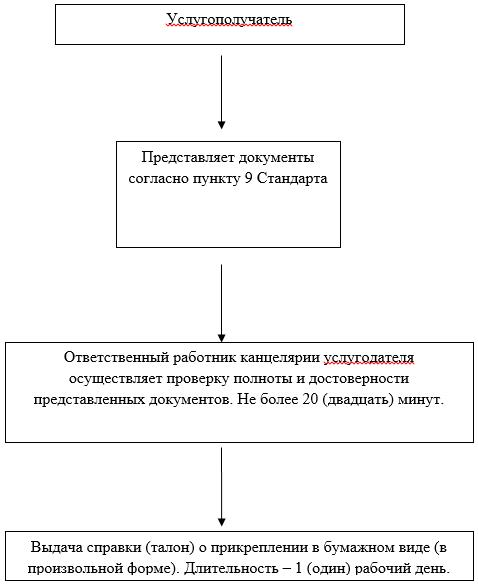 Услугополучатель
Представляет документы
согласно пункту 9 Стандарта
Ответственный работник канцелярии услугодателя
осуществляет проверку полноты и достоверности
представленных документов. Не более 20 (двадцать) минут.
Выдача справки (талон) о прикреплении в бумажном виде (в
произвольной форме). Длительность – 1 (один) рабочий день.